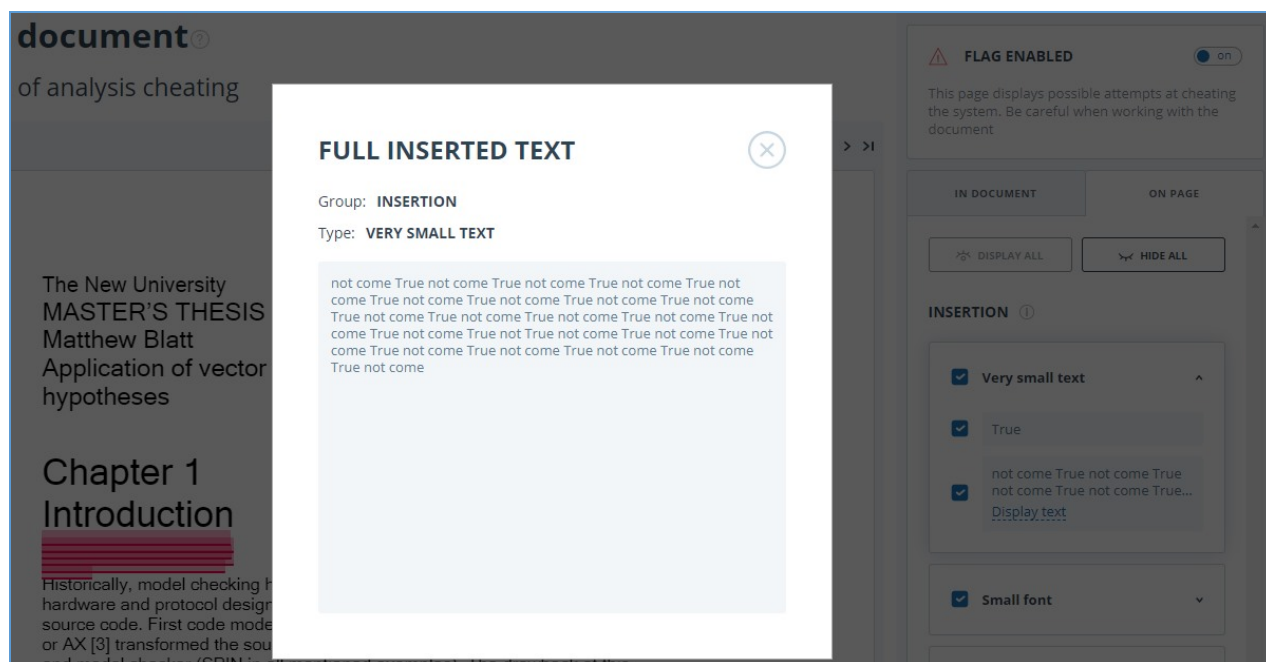 document
of analysis cheating
FULL INSERTED TEXT
Group: INSERTION
Type: VERY SMALL TEXT
not come True not come True not come True not come True not
come True not come True not come True not come True not come
True not come True not come True not come True not come True not
come True not come True not True not come True not come True not
come True not come True not come True not come True not come
True not come
The New University
MASTER'S THESIS
Matthew Blatt
Application of vector
hypotheses
Chapter 1
Introduction
Historically, model checking
hardware and protocol design
source code. First code mode
or AX [3] transformed the sou
FLAG ENABLED
on
This page displays possible attempts at cheating
the system. Be careful when working with the
document
IN DOCUMENT
ON PAGE
DISPLAY ALL
HIDE ALL
INSERTION
Very small text
True
not come True not come True
not come True not come True...
Display text
Small font